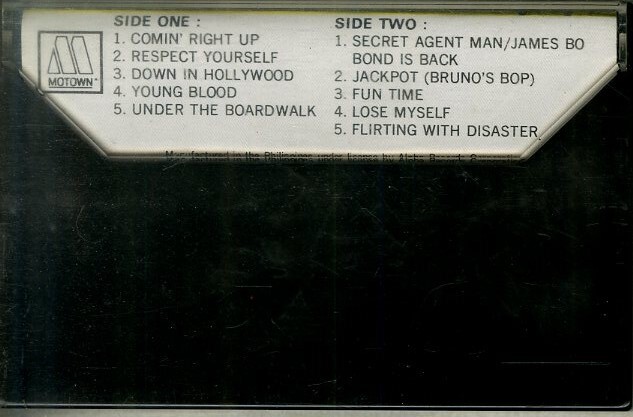 SIDE ONE :
1. COMIN' RIGHT UP
2. RESPECT YOURSELF
3. DOWN IN HOLLYWOOD
4. YOUNG BLOOD
5. UNDER THE BOARDWALK
SIDE TWO :
1. SECRET AGENT MAN/JAMES BO
BOND IS BACK
2. JACKPOT (BRUNO'S BOP)
3. FUN TIME
4. LOSE MYSELF
5. FLIRTING WITH DISASTER
MOTOWN
Manufactured in the Philippines under license by Alpha Records